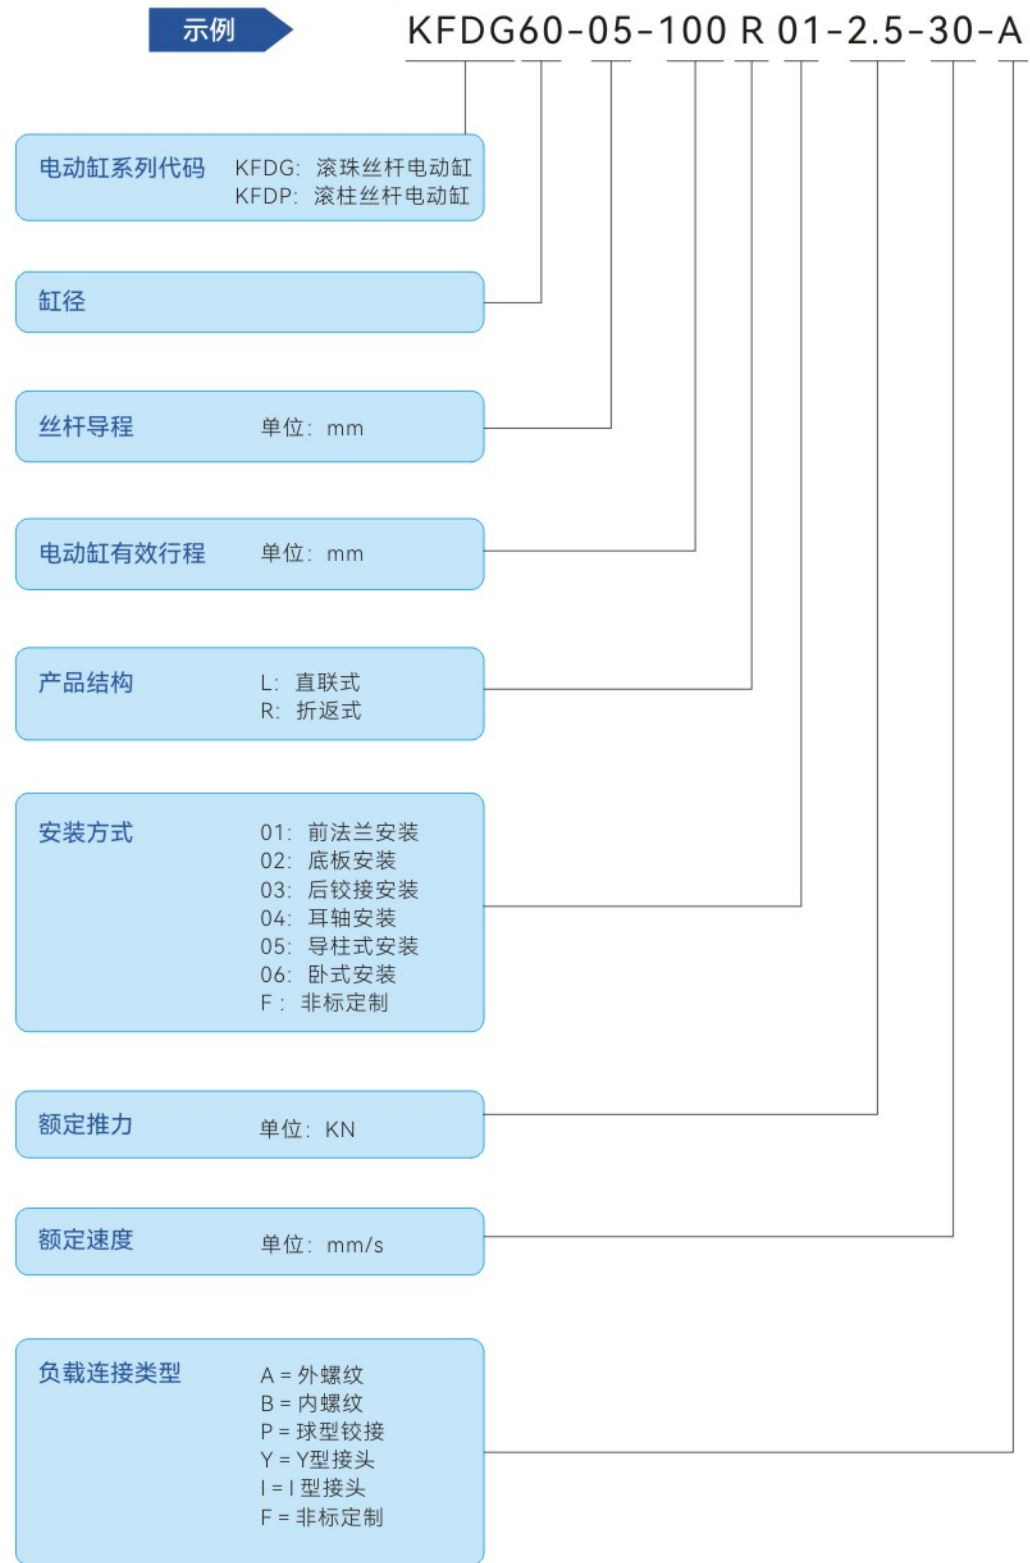 示例
KFDG60-05-100 R 01-2.5-30-A
电动缸系列代码 KFDG: 滚珠丝杆电动缸
KFDP: 滚柱丝杆电动缸
缸径
丝杆导程 单位: mm
电动缸有效行程 单位: mm
产品结构 L: 直联式
R: 折返式
安装方式 01: 前法兰安装
02: 底板安装
03: 后铰接安装
04: 耳轴安装
05: 导柱式安装
06: 卧式安装
F: 非标定制
额定推力 单位: KN
额定速度 单位: mm/s
负载连接类型 A = 外螺纹
B = 内螺纹
P = 球型铰接
Y = Y型接头
I = I 型接头
F = 非标定制